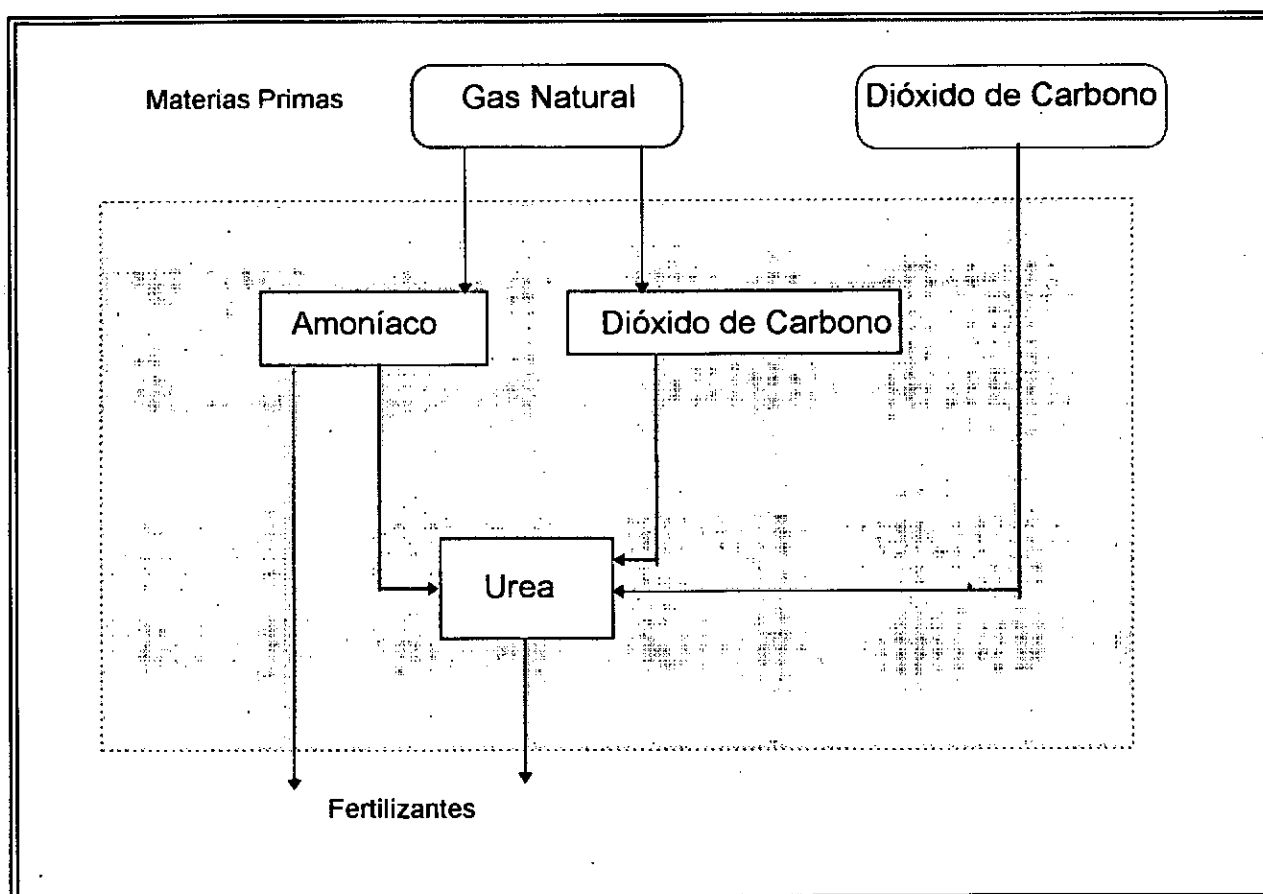 Materias Primas
Gas Natural
Dióxido de Carbono
Amoníaco
Dióxido de Carbono
Urea
Fertilizantes